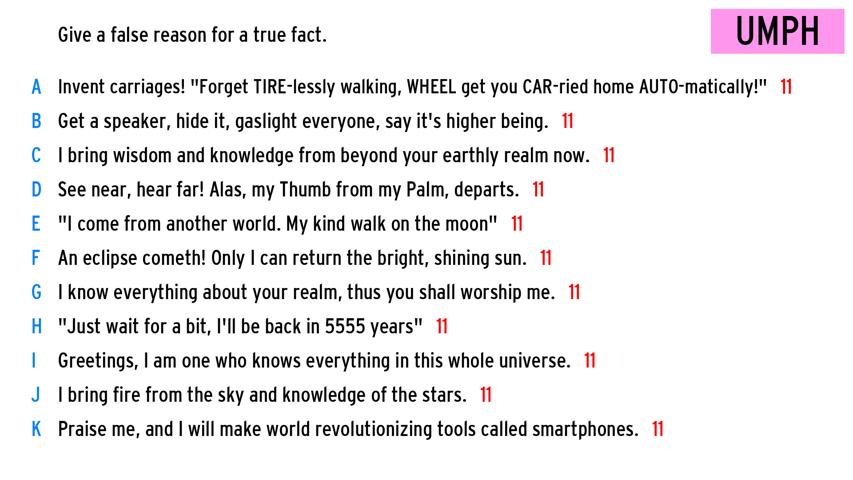 Give a false reason for a true fact.
UMPH
A Invent carriages! "Forget TIRE-lessly walking, WHEEL get you CAR-ried home AUTO-matically!" 11
B Get a speaker, hide it, gaslight everyone, say it's higher being. 11
C I bring wisdom and knowledge from beyond your earthly realm now. 11
D See near, hear far! Alas, my Thumb from my Palm, departs. 11
E "I come from another world. My kind walk on the moon" 11
F An eclipse cometh! Only I can return the bright, shining sun. 11
G I know everything about your realm, thus you shall worship me. 11
H "Just wait for a bit, I'll be back in 5555 years" 11
I Greetings, I am one who knows everything in this whole universe. 11
J I bring fire from the sky and knowledge of the stars. 11
K Praise me, and I will make world revolutionizing tools called smartphones. 11